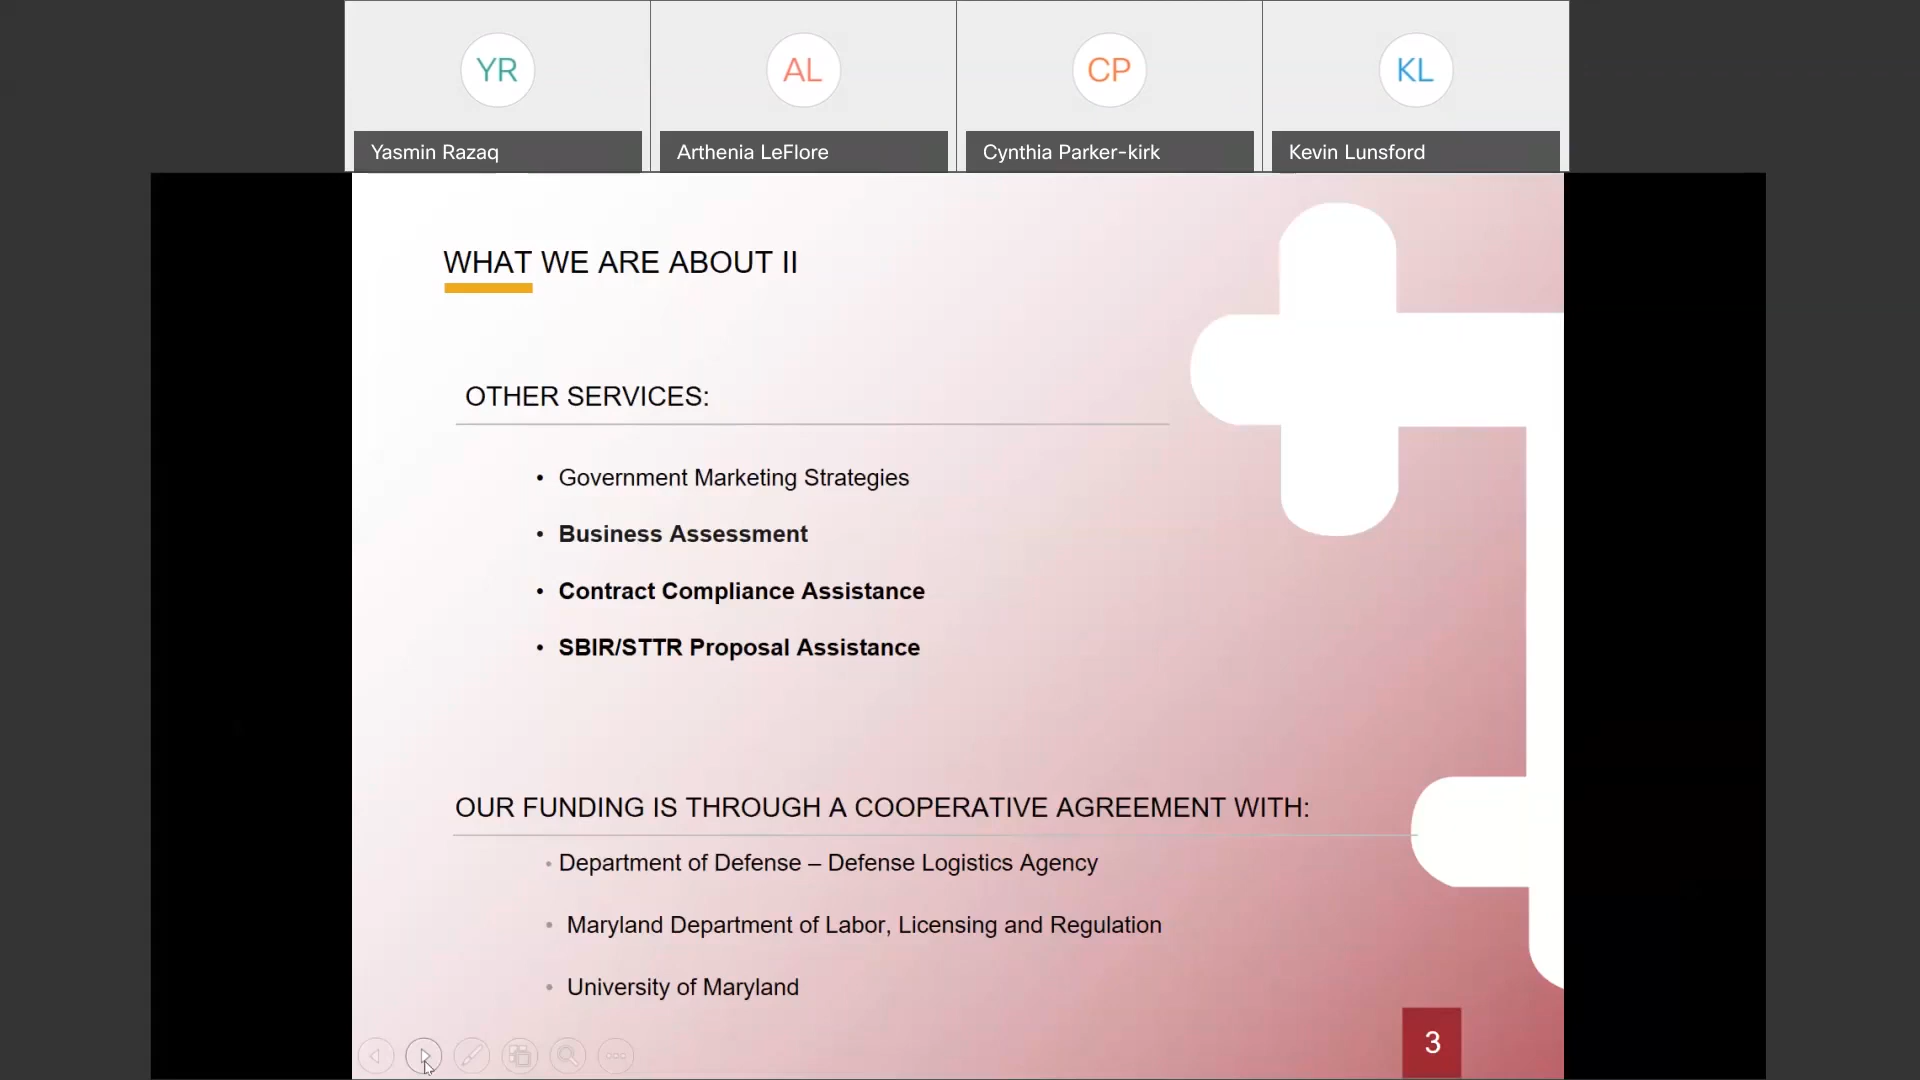 YR
AL
CP
KL
Yasmin Razaq
Arthenia LeFlore
Cynthia Parker-kirk
Kevin Lunsford
WHAT WE ARE ABOUT II
OTHER SERVICES:
• Government Marketing Strategies
• Business Assessment
• Contract Compliance Assistance
• SBIR/STTR Proposal Assistance
OUR FUNDING IS THROUGH A COOPERATIVE AGREEMENT WITH:
• Department of Defense – Defense Logistics Agency
• Maryland Department of Labor, Licensing and Regulation
• University of Maryland
3